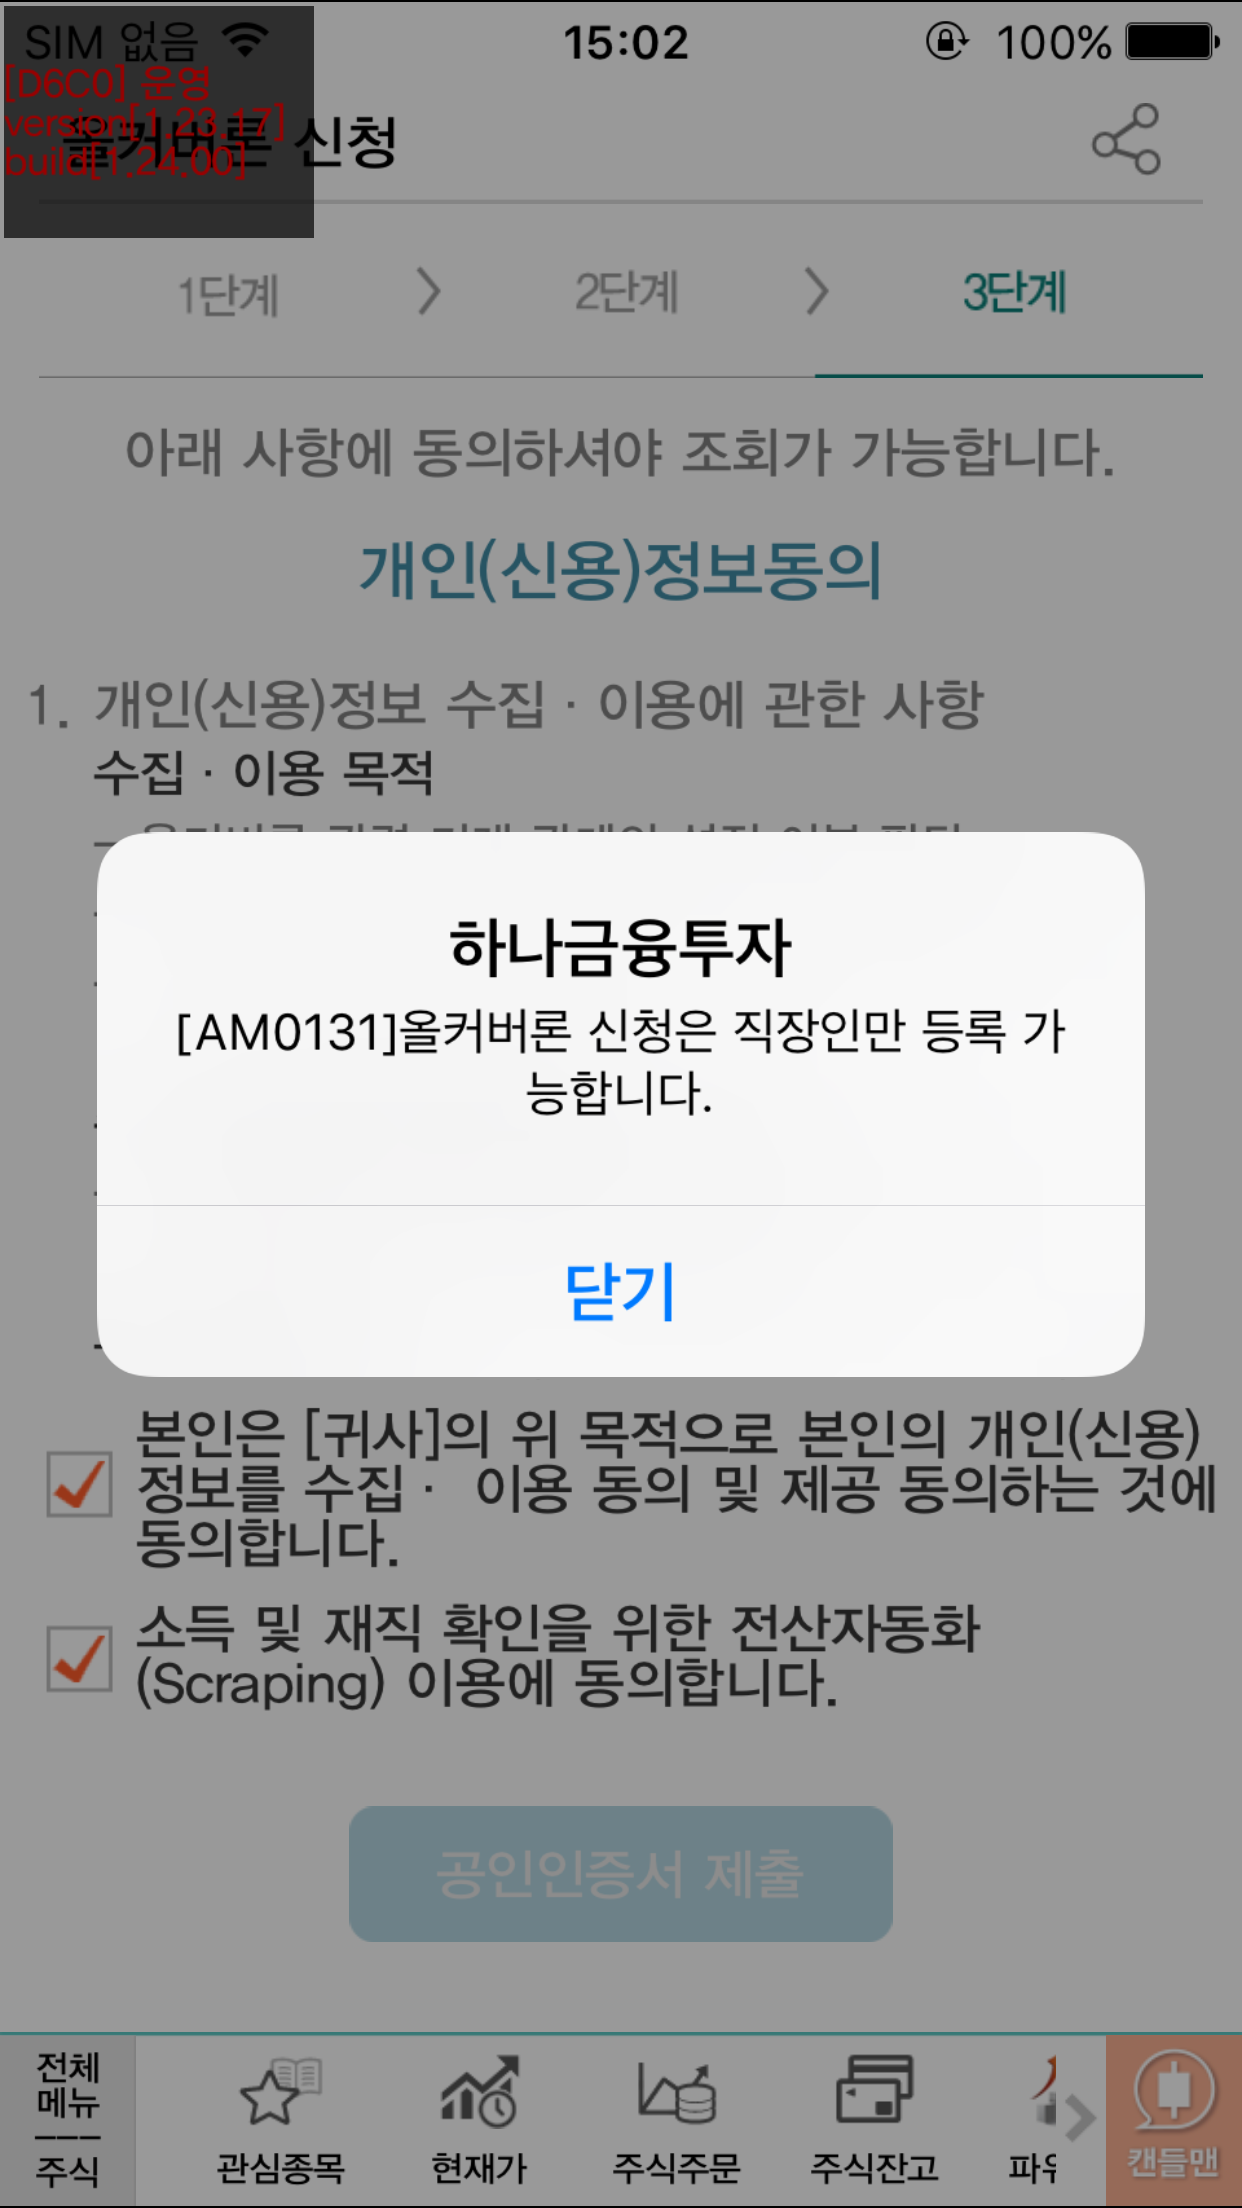 SIM 없음
15:02
100%
[D6C0] 운영
version[1.23.17]
build[1.24.00]
올커버론 신청
1단계
2단계
3단계
아래 사항에 동의하셔야 조회가 가능합니다.
개인(신용)정보동의
1. 개인(신용)정보 수집 · 이용에 관한 사항
수집 · 이용 목적
하나금융투자
[AM0131]올커버론 신청은 직장인만 등록 가
능합니다.
닫기
본인은 [귀사]의 위 목적으로 본인의 개인(신용)
정보를 수집 · 이용 동의 및 제공 동의하는 것에
동의합니다.
소득 및 재직 확인을 위한 전산자동화
(Scraping) 이용에 동의합니다.
공인인증서 제출
전체
메뉴
주식
관심종목
현재가
주식주문
주식잔고
캔들맨